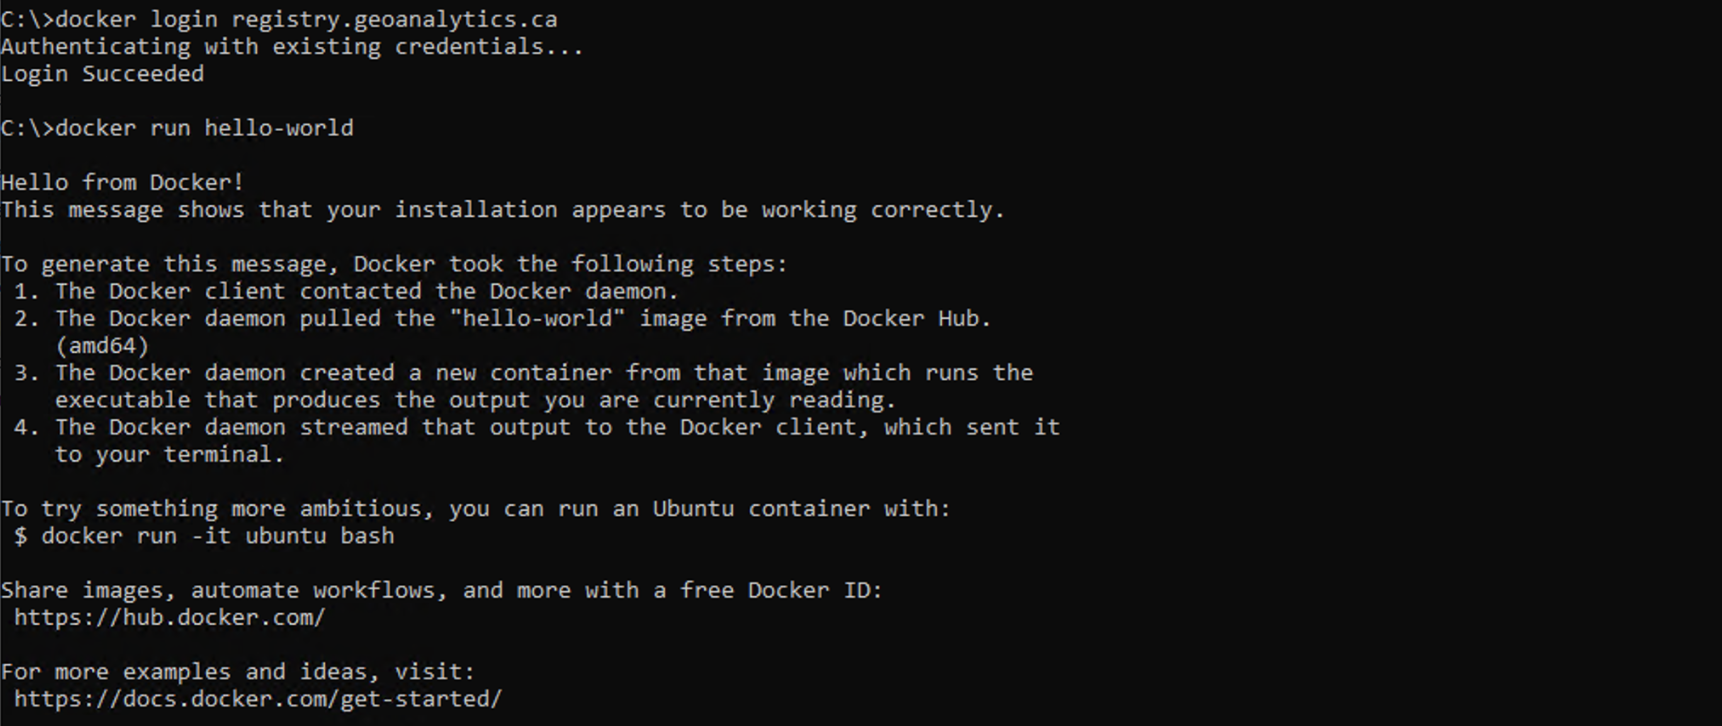 C:\>docker login registry.geoanalytics.ca
Authenticating with existing credentials...
Login Succeeded
C:\>docker run hello-world
Hello from Docker!
This message shows that your installation appears to be working correctly.
To generate this message, Docker took the following steps:
1. The Docker client contacted the Docker daemon.
2. The Docker daemon pulled the "hello-world" image from the Docker Hub.
(amd64)
3. The Docker daemon created a new container from that image which runs the
executable that produces the output you are currently reading.
4. The Docker daemon streamed that output to the Docker client, which sent it
to your terminal.
To try something more ambitious, you can run an Ubuntu container with:
$ docker run -it ubuntu bash
Share images, automate workflows, and more with a free Docker ID:
https://hub.docker.com/
For more examples and ideas, visit:
https://docs.docker.com/get-started/